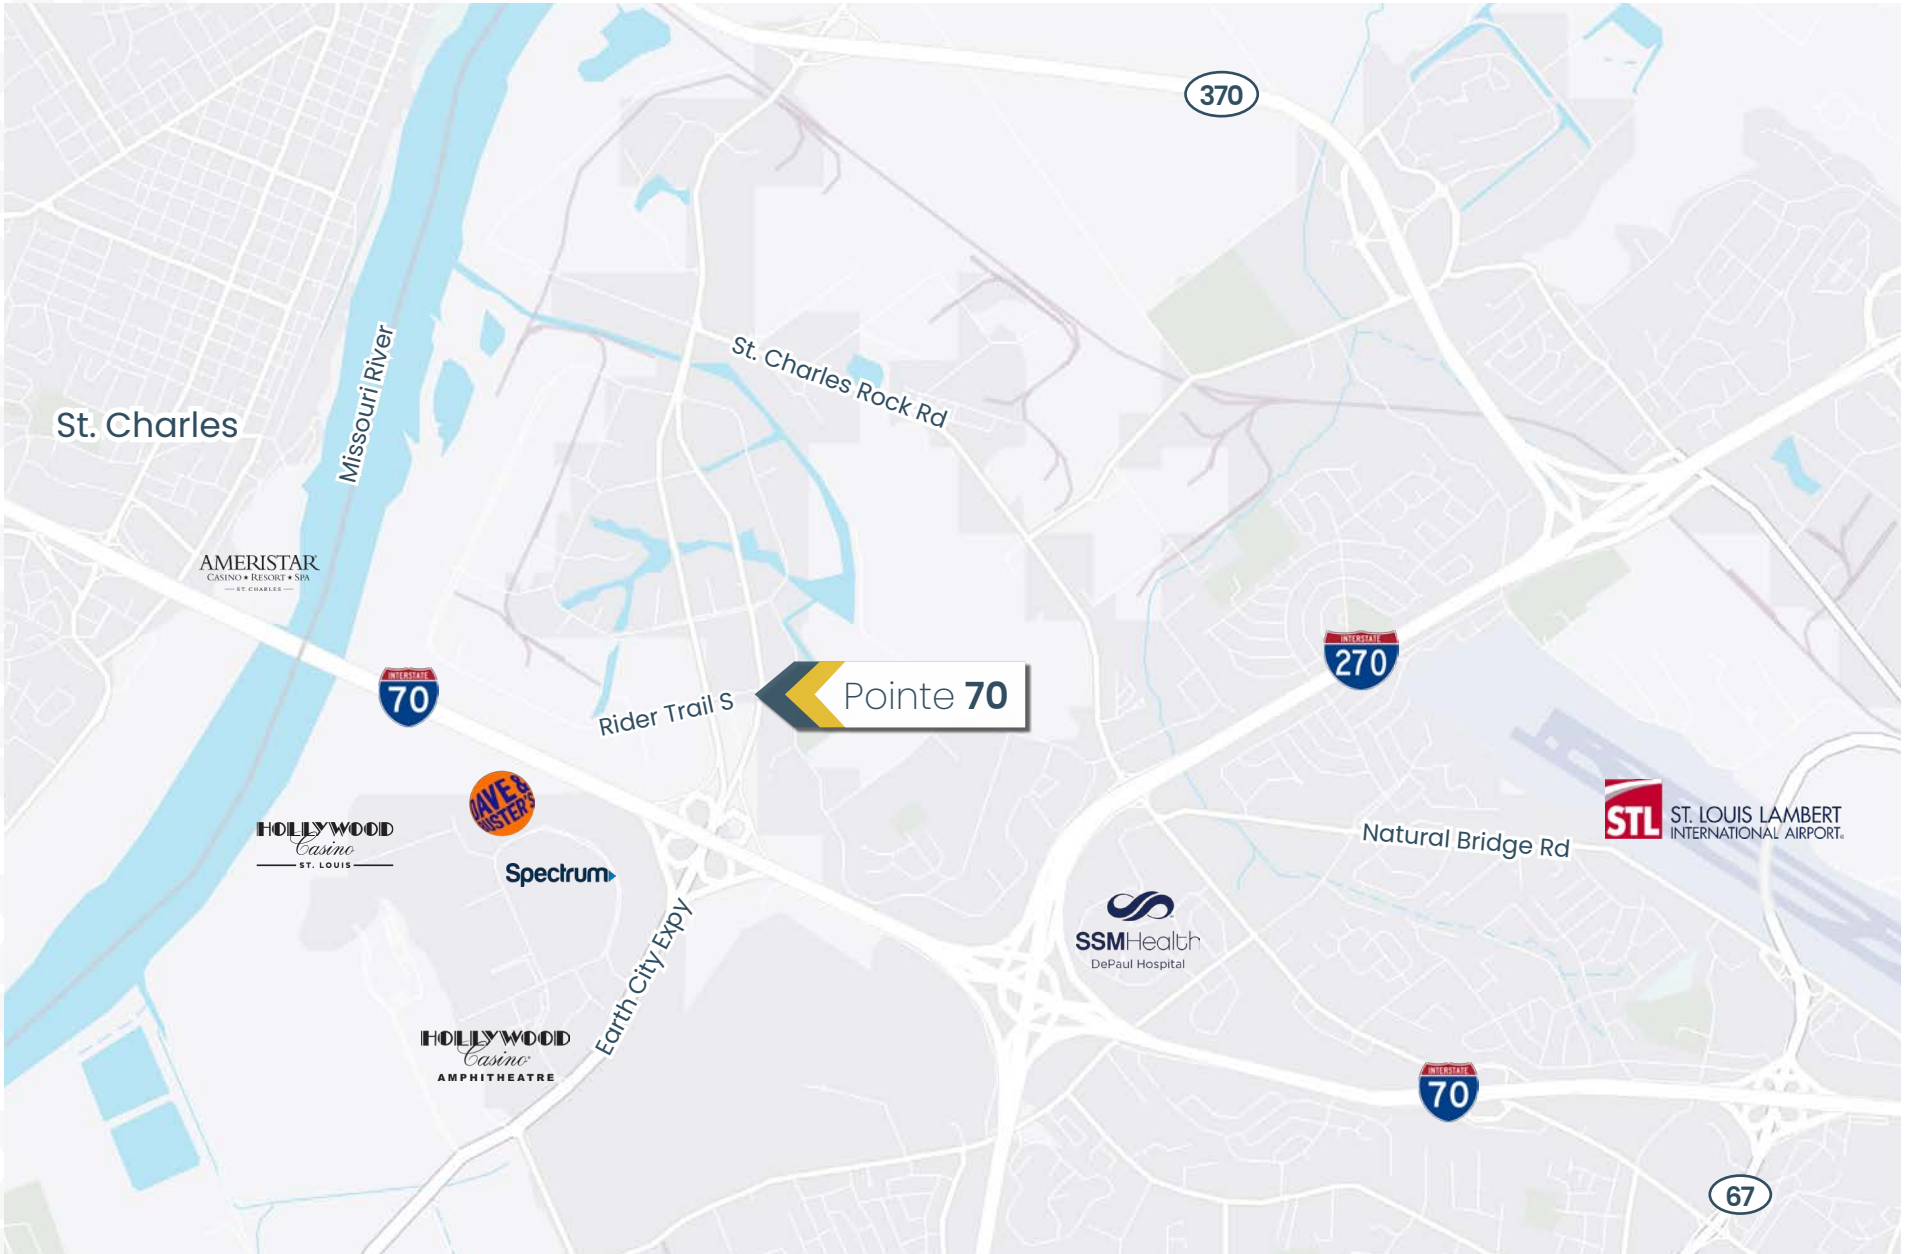 370
St. Charles Rock Rd
Missouri River
St. Charles
AMERISTAR
CASINO ★ RESORT ★ SPA
ST. CHARLES
INTERSTATE
70
INTERSTATE
270
Pointe 70
Rider Trail S
DAVE &
BUSTER'S
HOLLYWOOD
Casino
ST. LOUIS
Spectrum
STL
ST. LOUIS LAMBERT
INTERNATIONAL AIRPORT
Natural Bridge Rd
SSMHealth
DePaul Hospital
Earth City Expy
HOLLYWOOD
Casino
AMPHITHEATRE
INTERSTATE
70
67